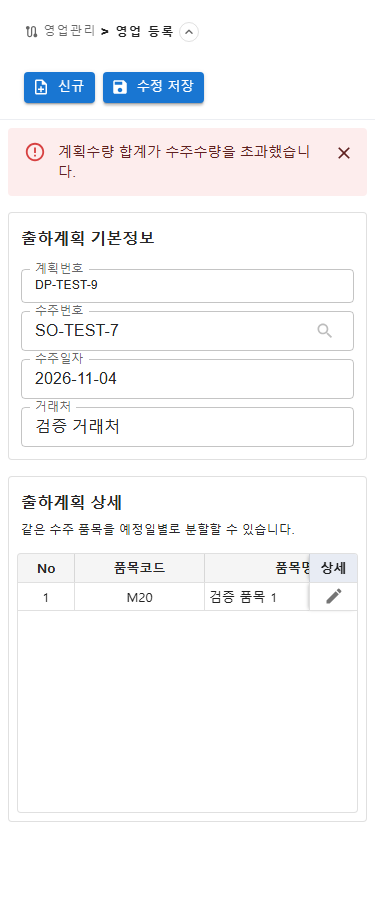 영업관리 > 영업 등록
신규
수정 저장
계획수량 합계가 수주수량을 초과했습니
다.
출하계획 기본정보
계획번호
DP-TEST-9
수주번호
SO-TEST-7
수주일자
2026-11-04
거래처
검증 거래처
출하계획 상세
같은 수주 품목을 예정일별로 분할할 수 있습니다.
No 품목코드 품목명 상세
1 M20 검증 품목 1